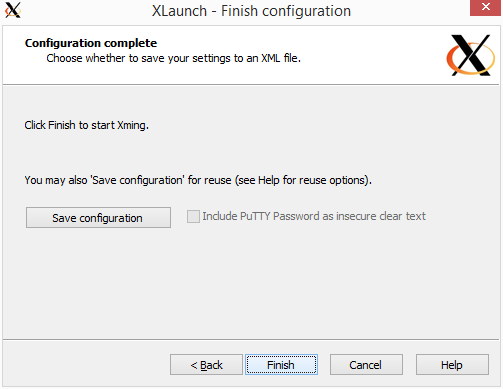 XLaunch - Finish configuration
Configuration complete
Choose whether to save your settings to an XML file.
Click Finish to start Xming.
You may also 'Save configuration' for reuse (see Help for reuse options).
Save configuration
Include PuTTY Password as insecure clear text
< Back
Finish
Cancel
Help